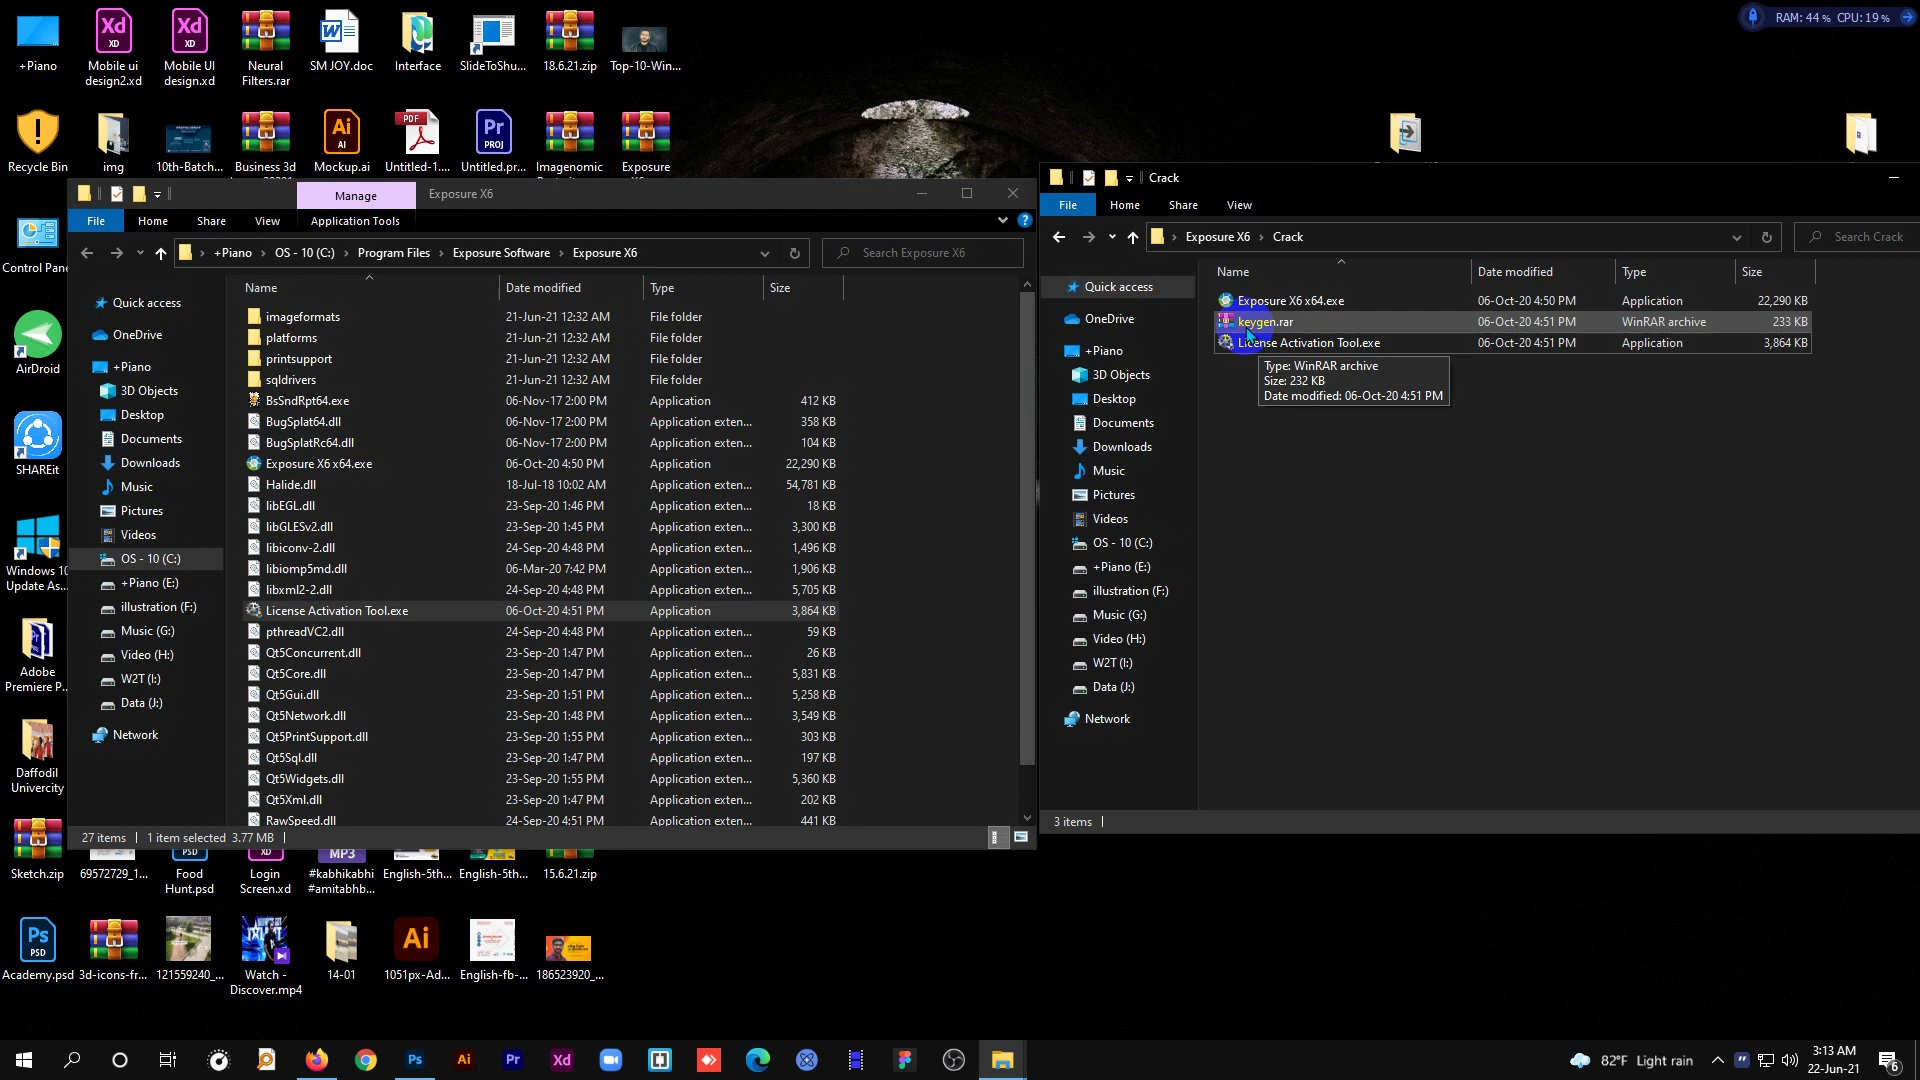 RAM: 44 % CPU: 19 %
+Piano
Mobile ui design2.xd
Mobile UI design.xd
Neural Filters.rar
SM JOY.doc
Interface
SlideToShu...
18.6.21.zip
Top-10-Win...
Recycle Bin
img
10th-Batch...
Business 3d
Mockup.ai
Untitled-1....
Untitled.pr...
Imagenomic
Exposure
Control Pane
AirDroid
SHAREit
Windows 10
Update As...
Adobe
Premiere P...
Daffodil
Univercity
Sketch.zip
69572729_1...
Food
Hunt.psd
Login
Screen.xd
#kabhikabhi
#amitabhb...
English-5th...
English-5th...
15.6.21.zip
Academy.psd
3d-icons-fr...
121559240_...
Watch -
Discover.mp4
14-01
1051px-Ad...
English-fb-...
186523920_...
Manage
Exposure X6
File Home Share View Application Tools
+Piano > OS - 10 (C:) > Program Files > Exposure Software > Exposure X6
Search Exposure X6
Name Date modified Type Size
Quick access
OneDrive
+Piano
3D Objects
Desktop
Documents
Downloads
Music
Pictures
Videos
OS - 10 (C:)
+Piano (E:)
illustration (F:)
Music (G:)
Video (H:)
W2T (I:)
Data (J:)
Network
imageformats 21-Jun-21 12:32 AM File folder
platforms 21-Jun-21 12:32 AM File folder
printsupport 21-Jun-21 12:32 AM File folder
sqldrivers 21-Jun-21 12:32 AM File folder
BsSndRpt64.exe 06-Nov-17 2:00 PM Application 412 KB
BugSplat64.dll 06-Nov-17 2:00 PM Application exten... 358 KB
BugSplatRc64.dll 06-Nov-17 2:00 PM Application exten... 104 KB
Exposure X6 x64.exe 06-Oct-20 4:50 PM Application 22,290 KB
Halide.dll 18-Jul-18 10:02 AM Application exten... 54,781 KB
libEGL.dll 23-Sep-20 1:46 PM Application exten... 18 KB
libGLESv2.dll 23-Sep-20 1:45 PM Application exten... 3,300 KB
libiconv-2.dll 24-Sep-20 4:48 PM Application exten... 1,496 KB
libiomp5md.dll 06-Mar-20 7:42 PM Application exten... 1,906 KB
libxml2-2.dll 24-Sep-20 4:48 PM Application exten... 5,705 KB
License Activation Tool.exe 06-Oct-20 4:51 PM Application 3,864 KB
pthreadVC2.dll 24-Sep-20 4:48 PM Application exten... 59 KB
Qt5Concurrent.dll 23-Sep-20 1:47 PM Application exten... 26 KB
Qt5Core.dll 23-Sep-20 1:47 PM Application exten... 5,831 KB
Qt5Gui.dll 23-Sep-20 1:51 PM Application exten... 5,258 KB
Qt5Network.dll 23-Sep-20 1:48 PM Application exten... 3,549 KB
Qt5PrintSupport.dll 23-Sep-20 1:55 PM Application exten... 303 KB
Qt5Sql.dll 23-Sep-20 1:47 PM Application exten... 197 KB
Qt5Widgets.dll 23-Sep-20 1:55 PM Application exten... 5,360 KB
Qt5Xml.dll 23-Sep-20 1:47 PM Application exten... 202 KB
RawSpeed.dll 24-Sep-20 4:51 PM Application exten... 441 KB
27 items 1 item selected 3.77 MB
Crack
File Home Share View
Exposure X6 > Crack
Search Crack
Name Date modified Type Size
Quick access
OneDrive
+Piano
3D Objects
Desktop
Documents
Downloads
Music
Pictures
Videos
OS - 10 (C:)
+Piano (E:)
illustration (F:)
Music (G:)
Video (H:)
W2T (I:)
Data (J:)
Network
Exposure X6 x64.exe 06-Oct-20 4:50 PM Application 22,290 KB
keygen.rar 06-Oct-20 4:51 PM WinRAR archive 233 KB
License Activation Tool.exe 06-Oct-20 4:51 PM Application 3,864 KB
Type: WinRAR archive
Size: 232 KB
Date modified: 06-Oct-20 4:51 PM
3 items
82°F Light rain
3:13 AM
22-Jun-21
6